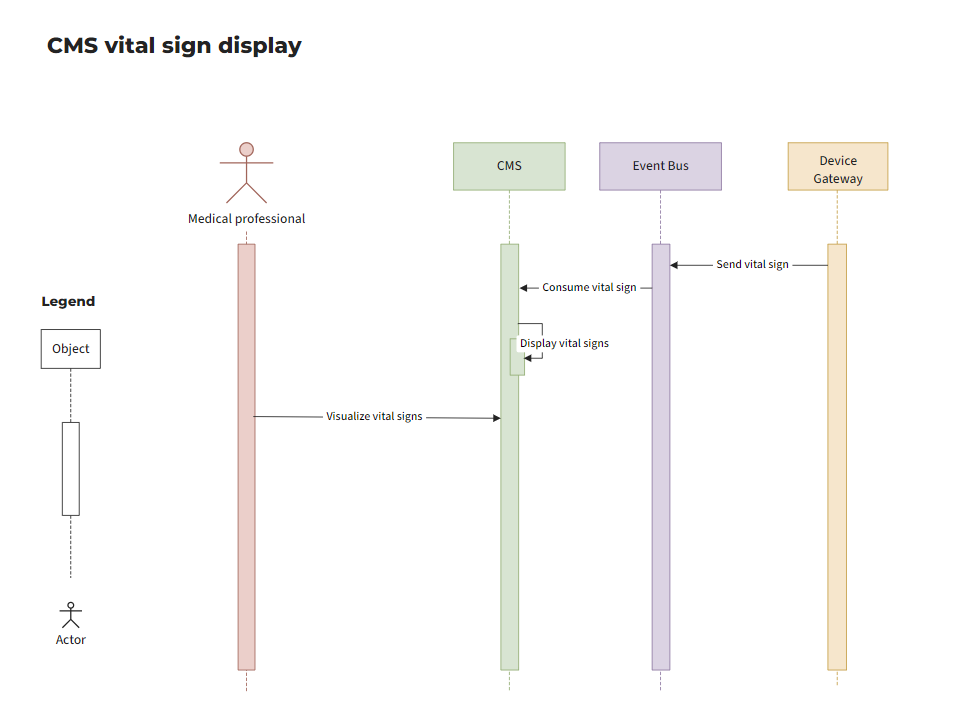 CMS vital sign display
CMS
Event Bus
Device
Gateway
Medical professional
Send vital sign
Consume vital sign
Legend
Display vital signs
Object
Visualize vital signs
Actor